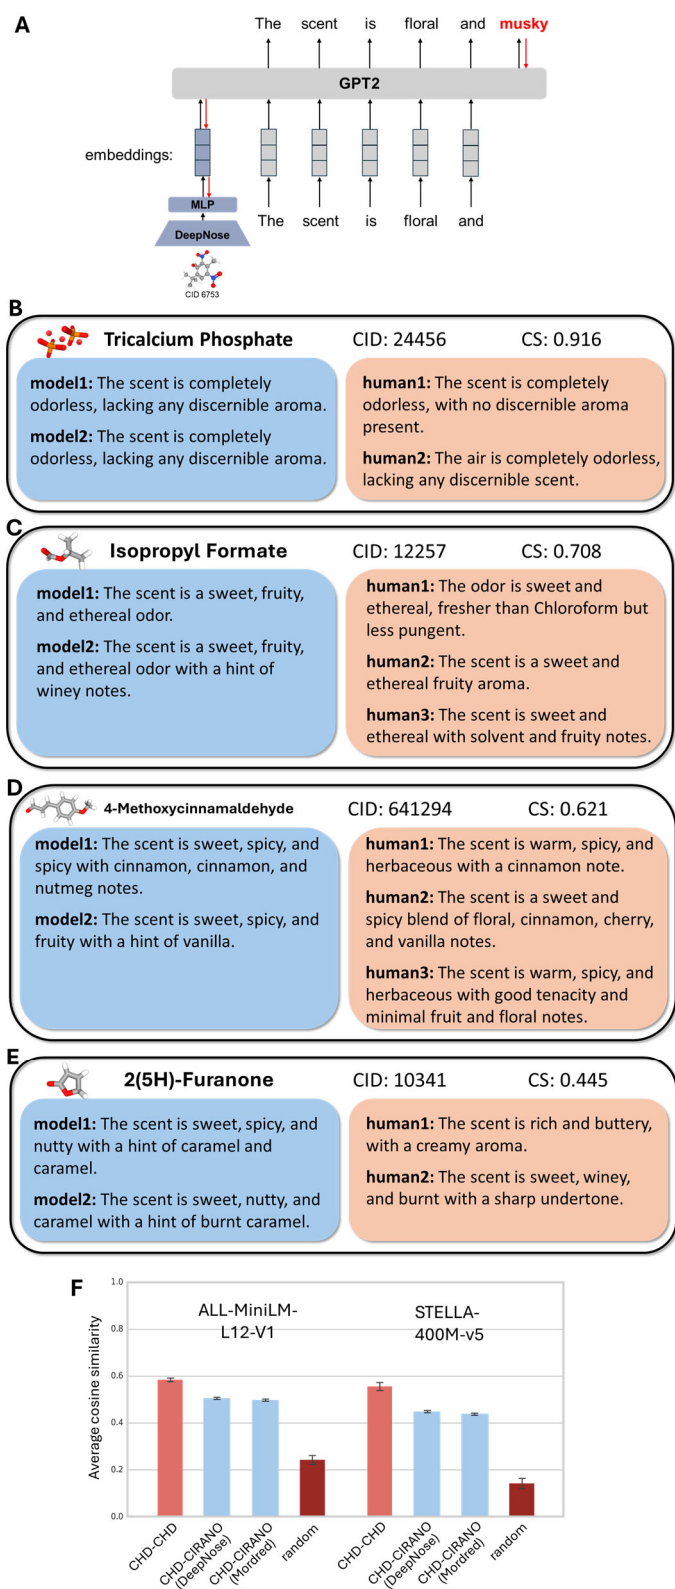 A
The scent is floral and musky
GPT2
embeddings:
MLP
The scent is floral and
DeepNose
CID 6753
B
Tricalcium Phosphate CID: 24456 CS: 0.916
model1: The scent is completely
odorless, lacking any discernible aroma.
model2: The scent is completely
odorless, lacking any discernible aroma.
human1: The scent is completely
odorless, with no discernible aroma
present.
human2: The air is completely odorless,
lacking any discernible scent.
C
Isopropyl Formate CID: 12257 CS: 0.708
model1: The scent is a sweet, fruity,
and ethereal odor.
model2: The scent is a sweet, fruity,
and ethereal odor with a hint of
winey notes.
human1: The odor is sweet and
ethereal, fresher than Chloroform but
less pungent.
human2: The scent is a sweet and
ethereal fruity aroma.
human3: The scent is sweet and
ethereal with solvent and fruity notes.
D
4-Methoxycinnamaldehyde CID: 641294 CS: 0.621
model1: The scent is sweet, spicy, and
spicy with cinnamon, cinnamon, and
nutmeg notes.
model2: The scent is sweet, spicy, and
fruity with a hint of vanilla.
human1: The scent is warm, spicy, and
herbaceous with a cinnamon note.
human2: The scent is a sweet and
spicy blend of floral, cinnamon, cherry,
and vanilla notes.
human3: The scent is warm, spicy, and
herbaceous with good tenacity and
minimal fruit and floral notes.
E
2(5H)-Furanone CID: 10341 CS: 0.445
model1: The scent is sweet, spicy, and
nutty with a hint of caramel and
caramel.
model2: The scent is sweet, nutty, and
caramel with a hint of burnt caramel.
human1: The scent is rich and buttery,
with a creamy aroma.
human2: The scent is sweet, winey,
and burnt with a sharp undertone.
F
Average cosine similarity
1.0
0.8
0.6
0.4
0.2
0.0
ALL-MiniLM-
L12-V1
STELLA-
400M-v5
CHD-CHD
CHD-CIRANO
(DeepNose)
CHD-CIRANO
(Mordred)
random
CHD-CHD
CHD-CIRANO
(DeepNose)
CHD-CIRANO
(Mordred)
random